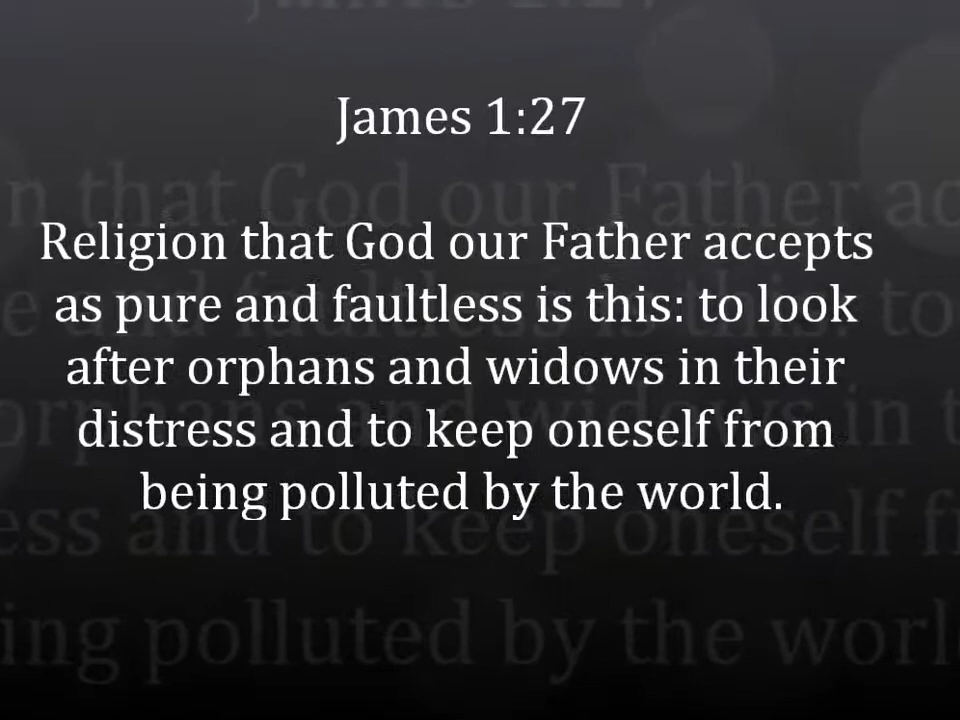 James 1:27
Religion that God our Father accepts
as pure and faultless is this: to look
after orphans and widows in their
distress and to keep oneself from
being polluted by the world.